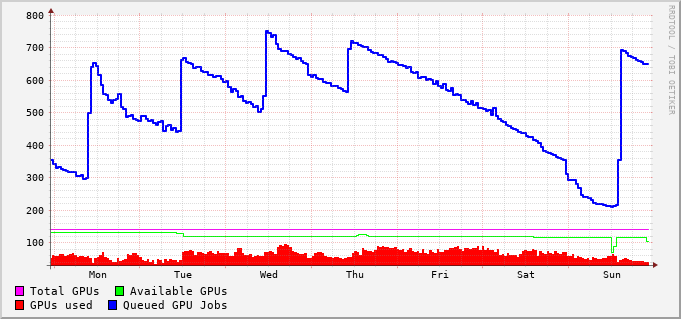 800
700
600
500
400
300
200
100
Mon Tue Wed Thu Fri Sat Sun
Total GPUs Available GPUs
GPUs used Queued GPU Jobs
RRDTOOL / TOBI OETIKER